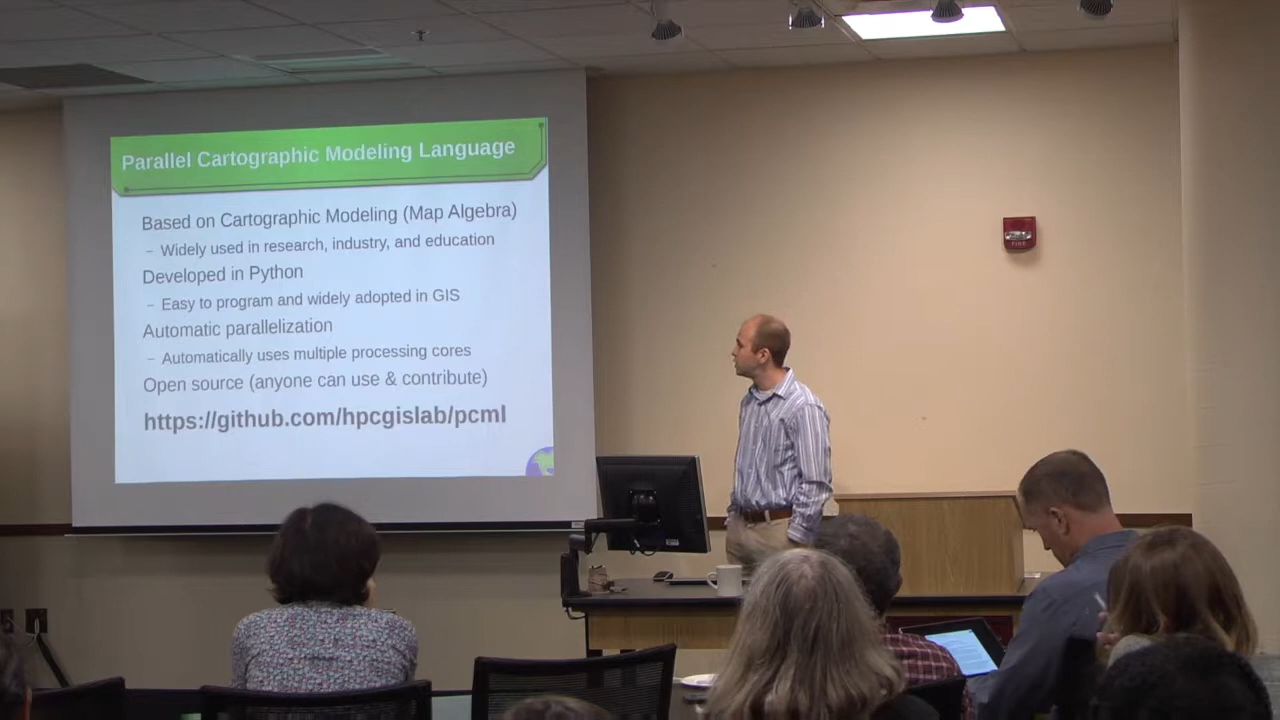 Parallel Cartographic Modeling Language
Based on Cartographic Modeling (Map Algebra)
– Widely used in research, industry, and education
Developed in Python
– Easy to program and widely adopted in GIS
Automatic parallelization
– Automatically uses multiple processing cores
Open source (anyone can use & contribute)
https://github.com/hpcgislab/pcml
FIRE